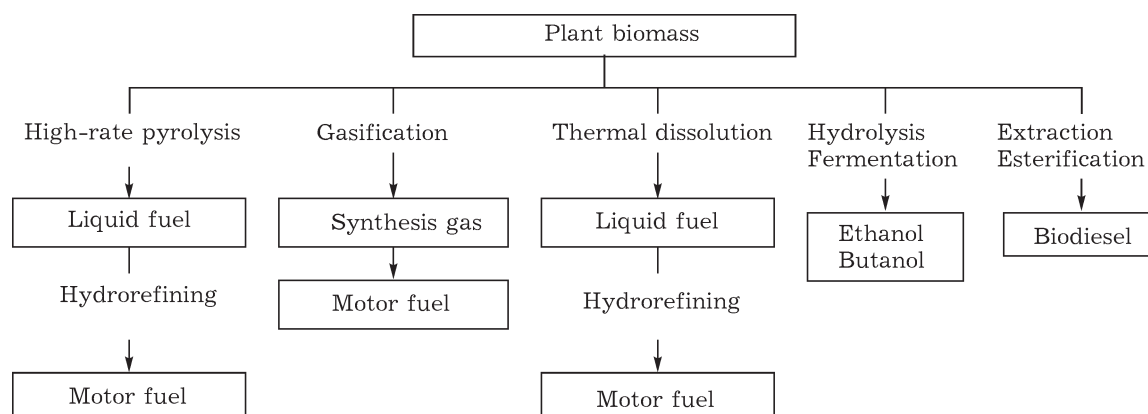 Plant biomass
High-rate pyrolysis
Gasification
Thermal dissolution
Hydrolysis
Fermentation
Extraction
Esterification
Liquid fuel
Synthesis gas
Liquid fuel
Ethanol
Butanol
Biodiesel
Hydrorefining
Motor fuel
Hydrorefining
Motor fuel
Motor fuel